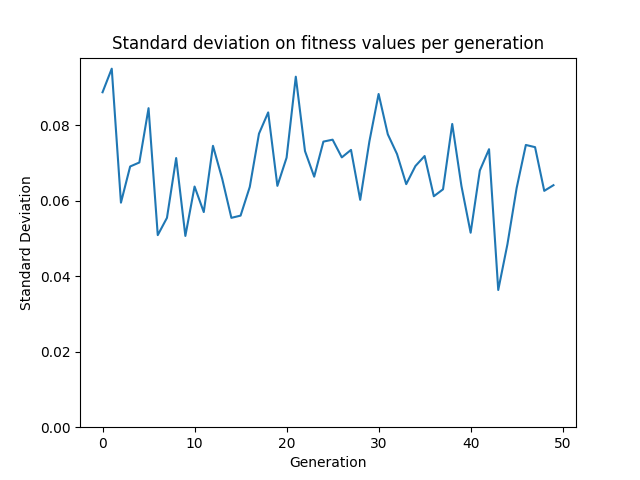 Standard deviation on fitness values per generation
Standard Deviation
0.08
0.06
0.04
0.02
0.00
0 10 20 30 40 50
Generation